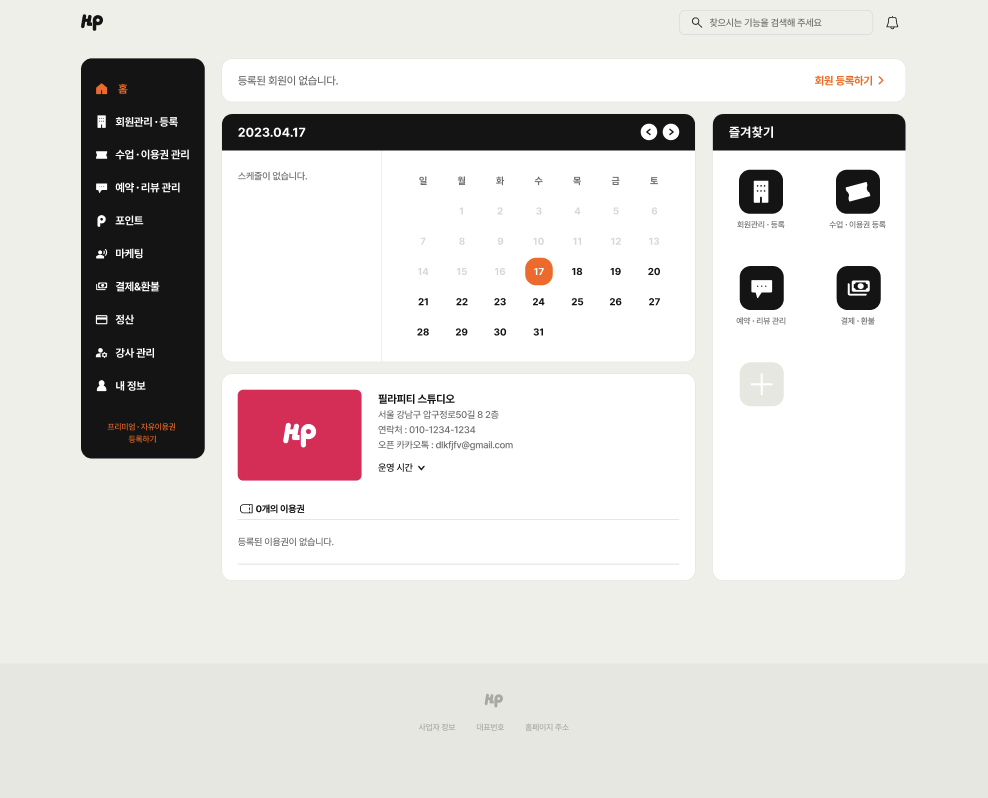 HP
찾으시는 기능을 검색해 주세요
홈
회원관리 · 등록
수업 · 이용권 관리
예약 · 리뷰 관리
포인트
마케팅
결제&환불
정산
강사 관리
내 정보
프리미엄 · 자유이용권
등록하기
등록된 회원이 없습니다.
회원 등록하기
2023.04.17
스케줄이 없습니다.
일 월 화 수 목 금 토
1 2 3 4 5 6
7 8 9 10 11 12 13
14 15 16 17 18 19 20
21 22 23 24 25 26 27
28 29 30 31
HP
필라피티 스튜디오
서울 강남구 압구정로50길 8 2층
연락처 : 010-1234-1234
오픈 카카오톡 : dlkfjfv@gmail.com
운영 시간
0개의 이용권
등록된 이용권이 없습니다.
즐겨찾기
회원관리 · 등록
수업 · 이용권 등록
예약 · 리뷰 관리
결제 · 환불
HP
사업자 정보 대표번호 홈페이지 주소